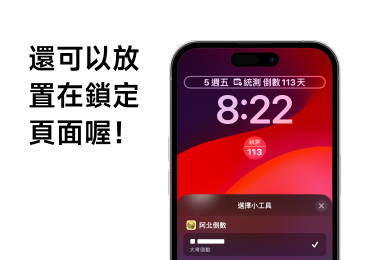 還可以放
置在鎖定
頁面喔！
5 週五 統測 倒數 113 天
8:22
統測
113
選擇小工具
阿北倒數
大考倒數